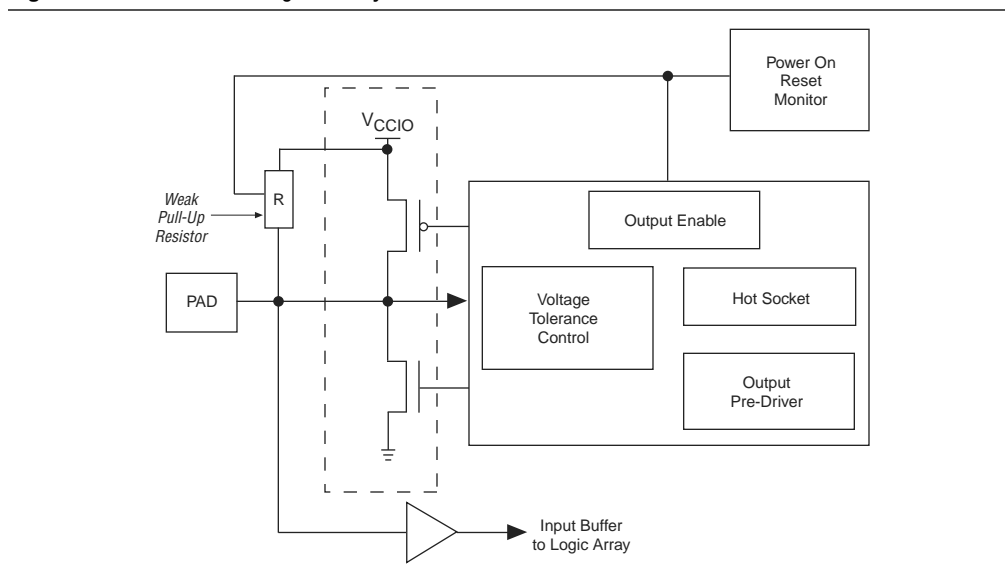 Power On
Reset
Monitor
VCCIO
Weak
Pull-Up
Resistor
R
Output Enable
PAD
Voltage
Tolerance
Control
Hot Socket
Output
Pre-Driver
Input Buffer
to Logic Array